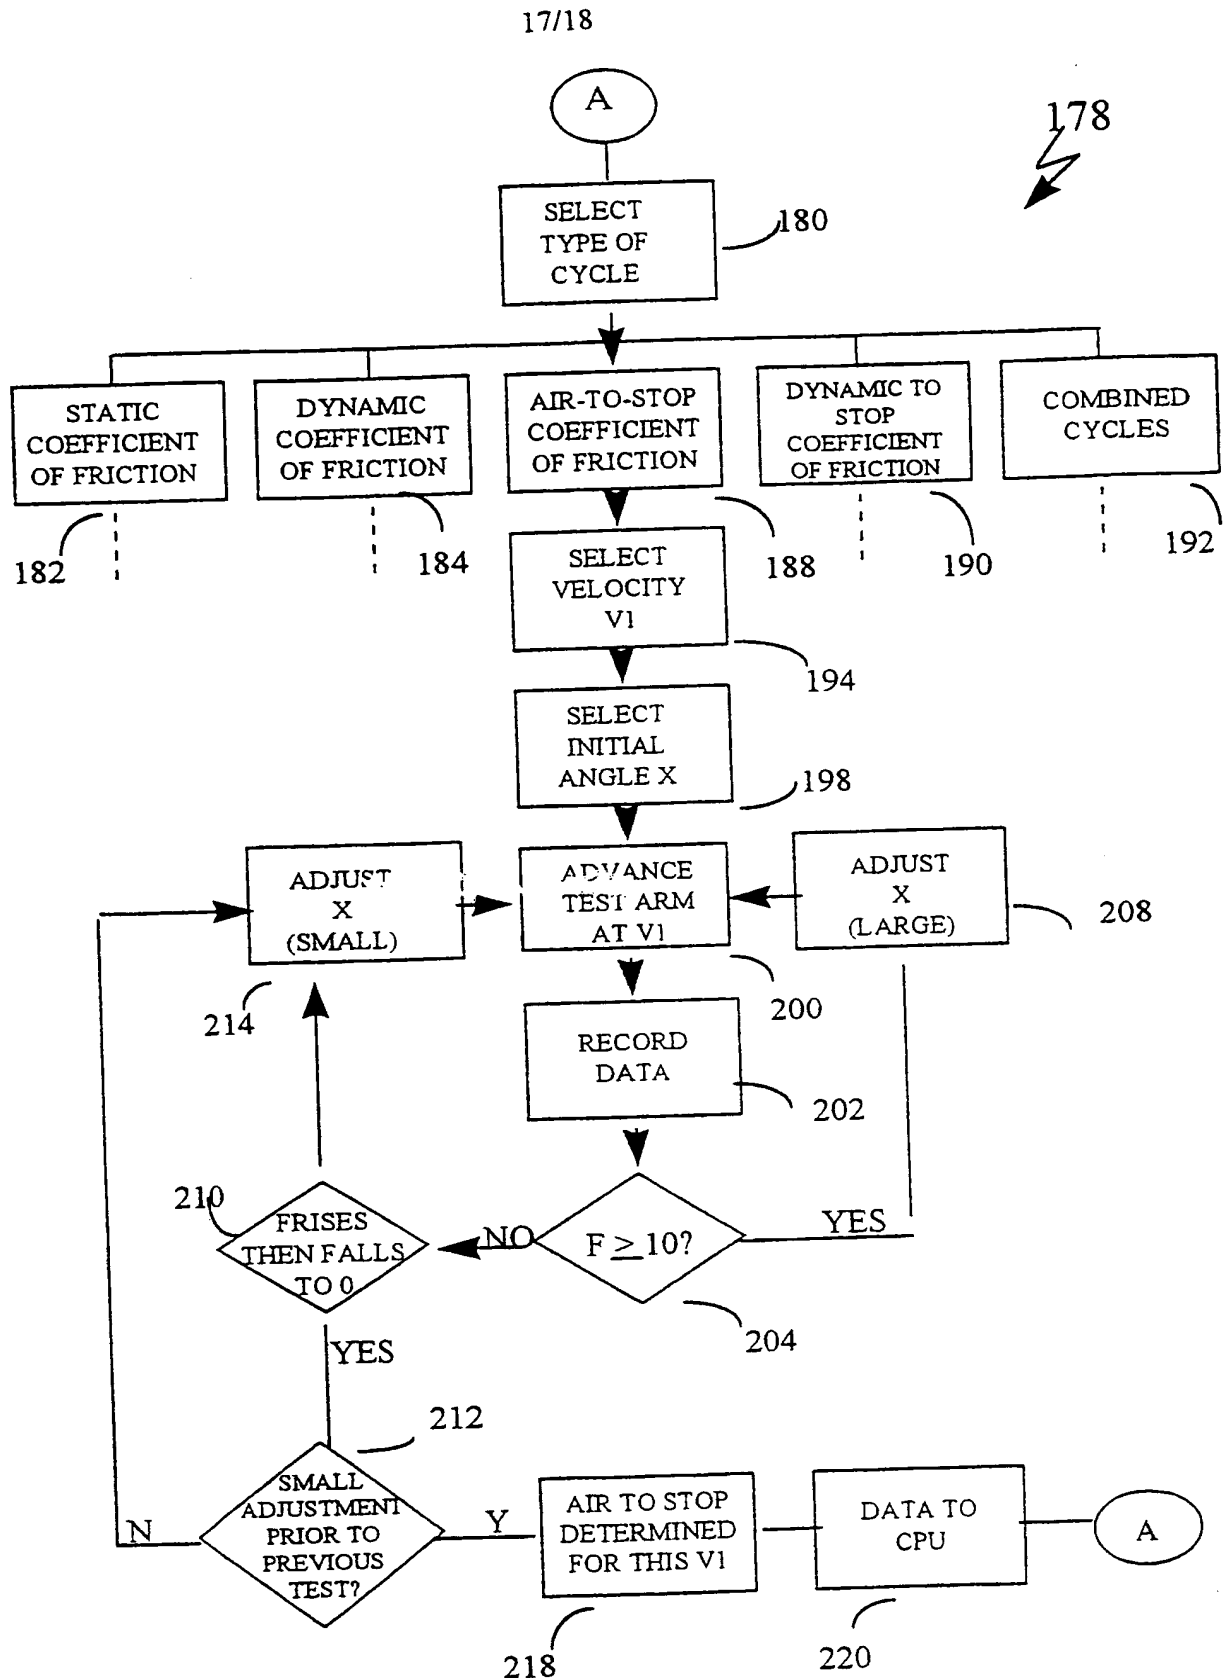 17/18
A
178
SELECT
TYPE OF
CYCLE
180
STATIC
COEFFICIENT
OF FRICTION
DYNAMIC
COEFFICIENT
OF FRICTION
AIR-TO-STOP
COEFFICIENT
OF FRICTION
DYNAMIC TO
STOP
COEFFICIENT
OF FRICTION
COMBINED
CYCLES
182
184
188
190
192
SELECT
VELOCITY
V1
194
SELECT
INITIAL
ANGLE X
198
ADJUST
X
(SMALL)
ADVANCE
TEST ARM
AT V1
ADJUST
X
(LARGE)
208
214
200
RECORD
DATA
202
210
FRISES
THEN FALLS
TO 0
NO
F ≥ 10?
YES
204
YES
212
SMALL
ADJUSTMENT
PRIOR TO
PREVIOUS
TEST?
N
Y
AIR TO STOP
DETERMINED
FOR THIS V1
DATA TO
CPU
A
218
220